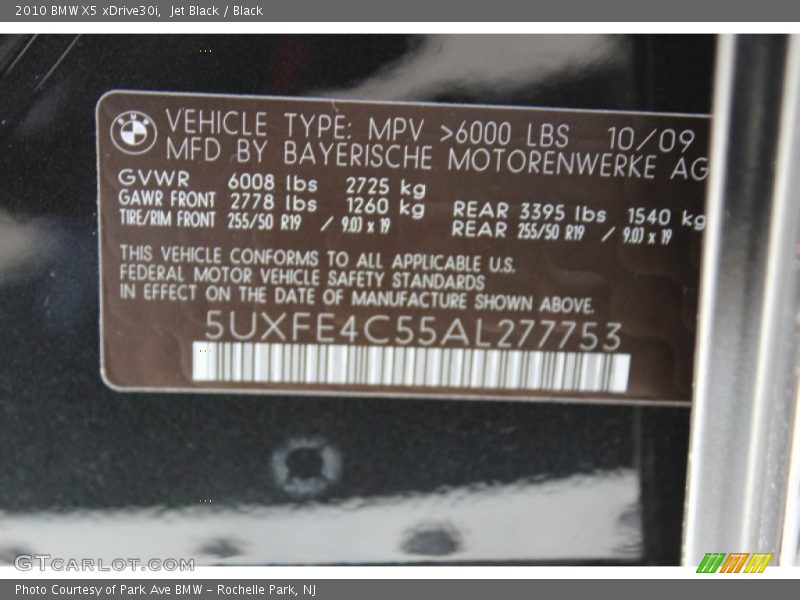 2010 BMW X5 xDrive30i, Jet Black / Black
BMW
VEHICLE TYPE: MPV >6000 LBS 10/09
MFD BY BAYERISCHE MOTORENWERKE AG
GVWR 6008 lbs 2725 kg
GAWR FRONT 2778 lbs 1260 kg REAR 3395 lbs 1540 kg
TIRE/RIM FRONT 255/50 R19 / 9.0J x 19 REAR 255/50 R19 / 9.0J x 19
THIS VEHICLE CONFORMS TO ALL APPLICABLE U.S.
FEDERAL MOTOR VEHICLE SAFETY STANDARDS
IN EFFECT ON THE DATE OF MANUFACTURE SHOWN ABOVE.
5UXFE4C55AL277753
GTCARLOT.COM
Photo Courtesy of Park Ave BMW - Rochelle Park, NJ